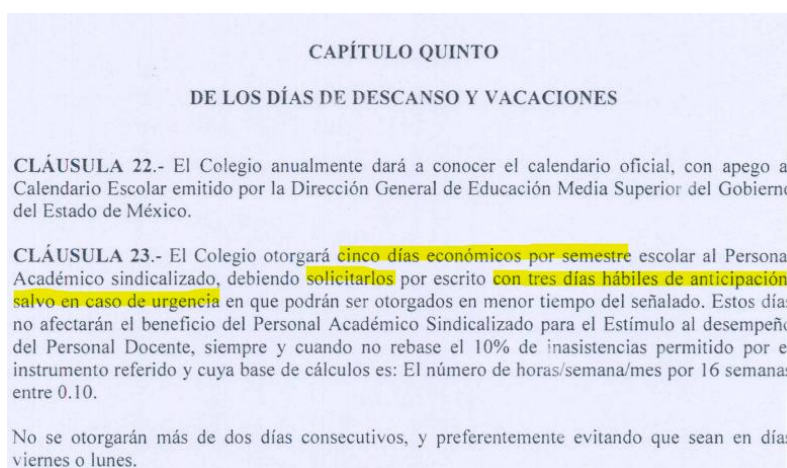 CAPÍTULO QUINTO
DE LOS DÍAS DE DESCANSO Y VACACIONES
CLÁUSULA 22.- El Colegio anualmente dará a conocer el calendario oficial, con apego a
Calendario Escolar emitido por la Dirección General de Educación Media Superior del Gobierno
del Estado de México.
CLÁUSULA 23.- El Colegio otorgará cinco días económicos por semestre escolar al Persona
Académico sindicalizado, debiendo solicitarlos por escrito con tres días hábiles de anticipación
salvo en caso de urgencia en que podrán ser otorgados en menor tiempo del señalado. Estos días
no afectarán el beneficio del Personal Académico Sindicalizado para el Estímulo al desempeño
del Personal Docente, siempre y cuando no rebase el 10% de inasistencias permitido por e
instrumento referido y cuya base de cálculos es: El número de horas/semana/mes por 16 semanas
entre 0.10.
No se otorgarán más de dos días consecutivos, y preferentemente evitando que sean en días
viernes o lunes.